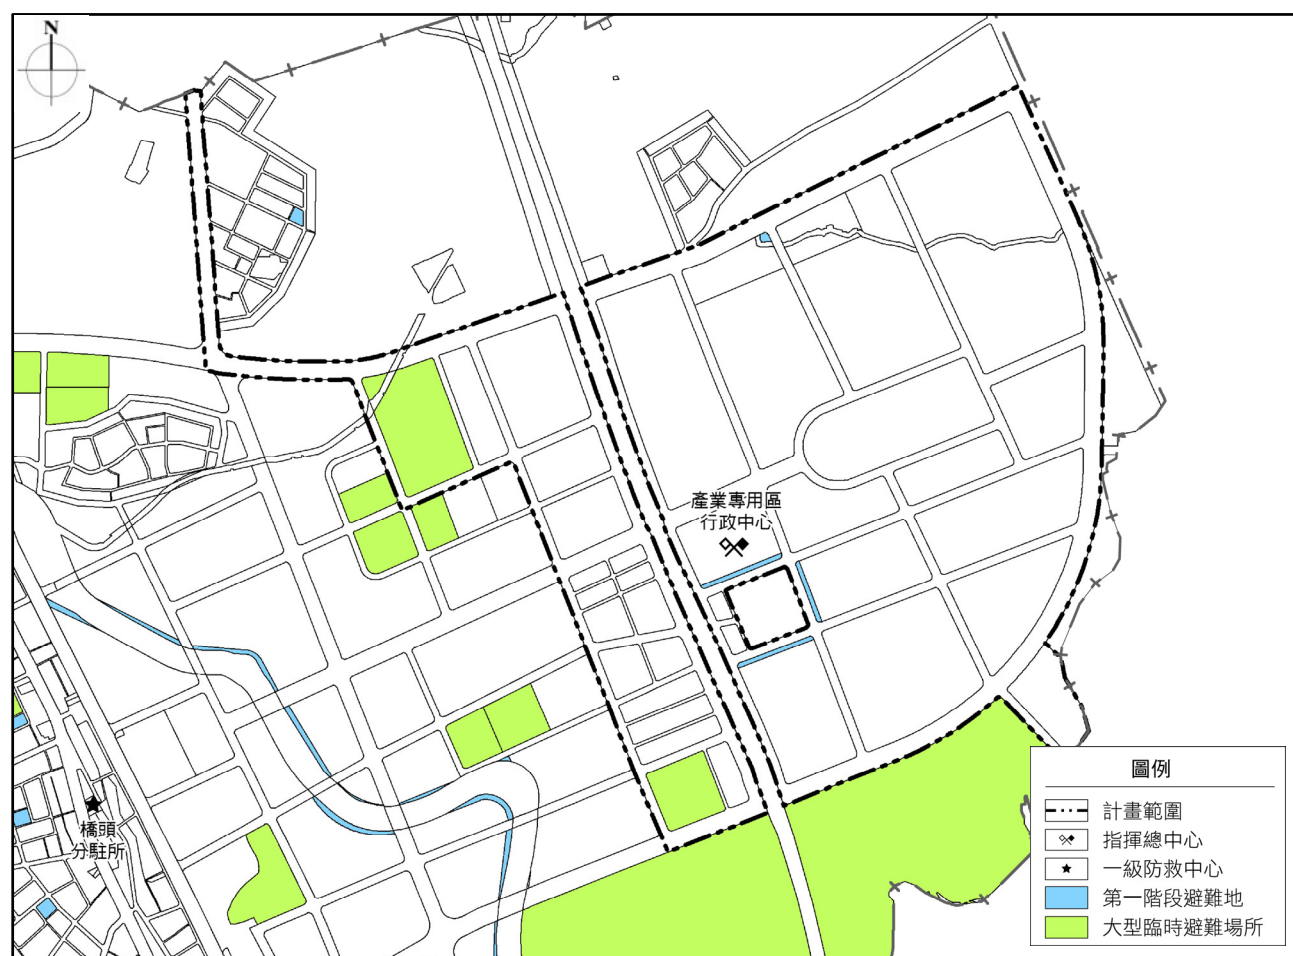 N
產業專用區
行政中心
橋頭
分駐所
圖例
計畫範圍
指揮總中心
一級防救中心
第一階段避難地
大型臨時避難場所